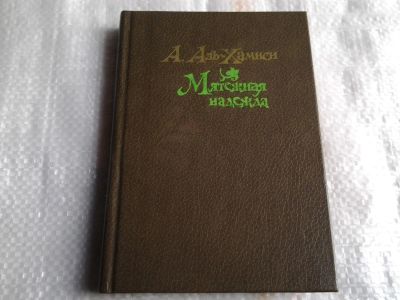 А. Аль-Хамиси
Мятежная
надежда